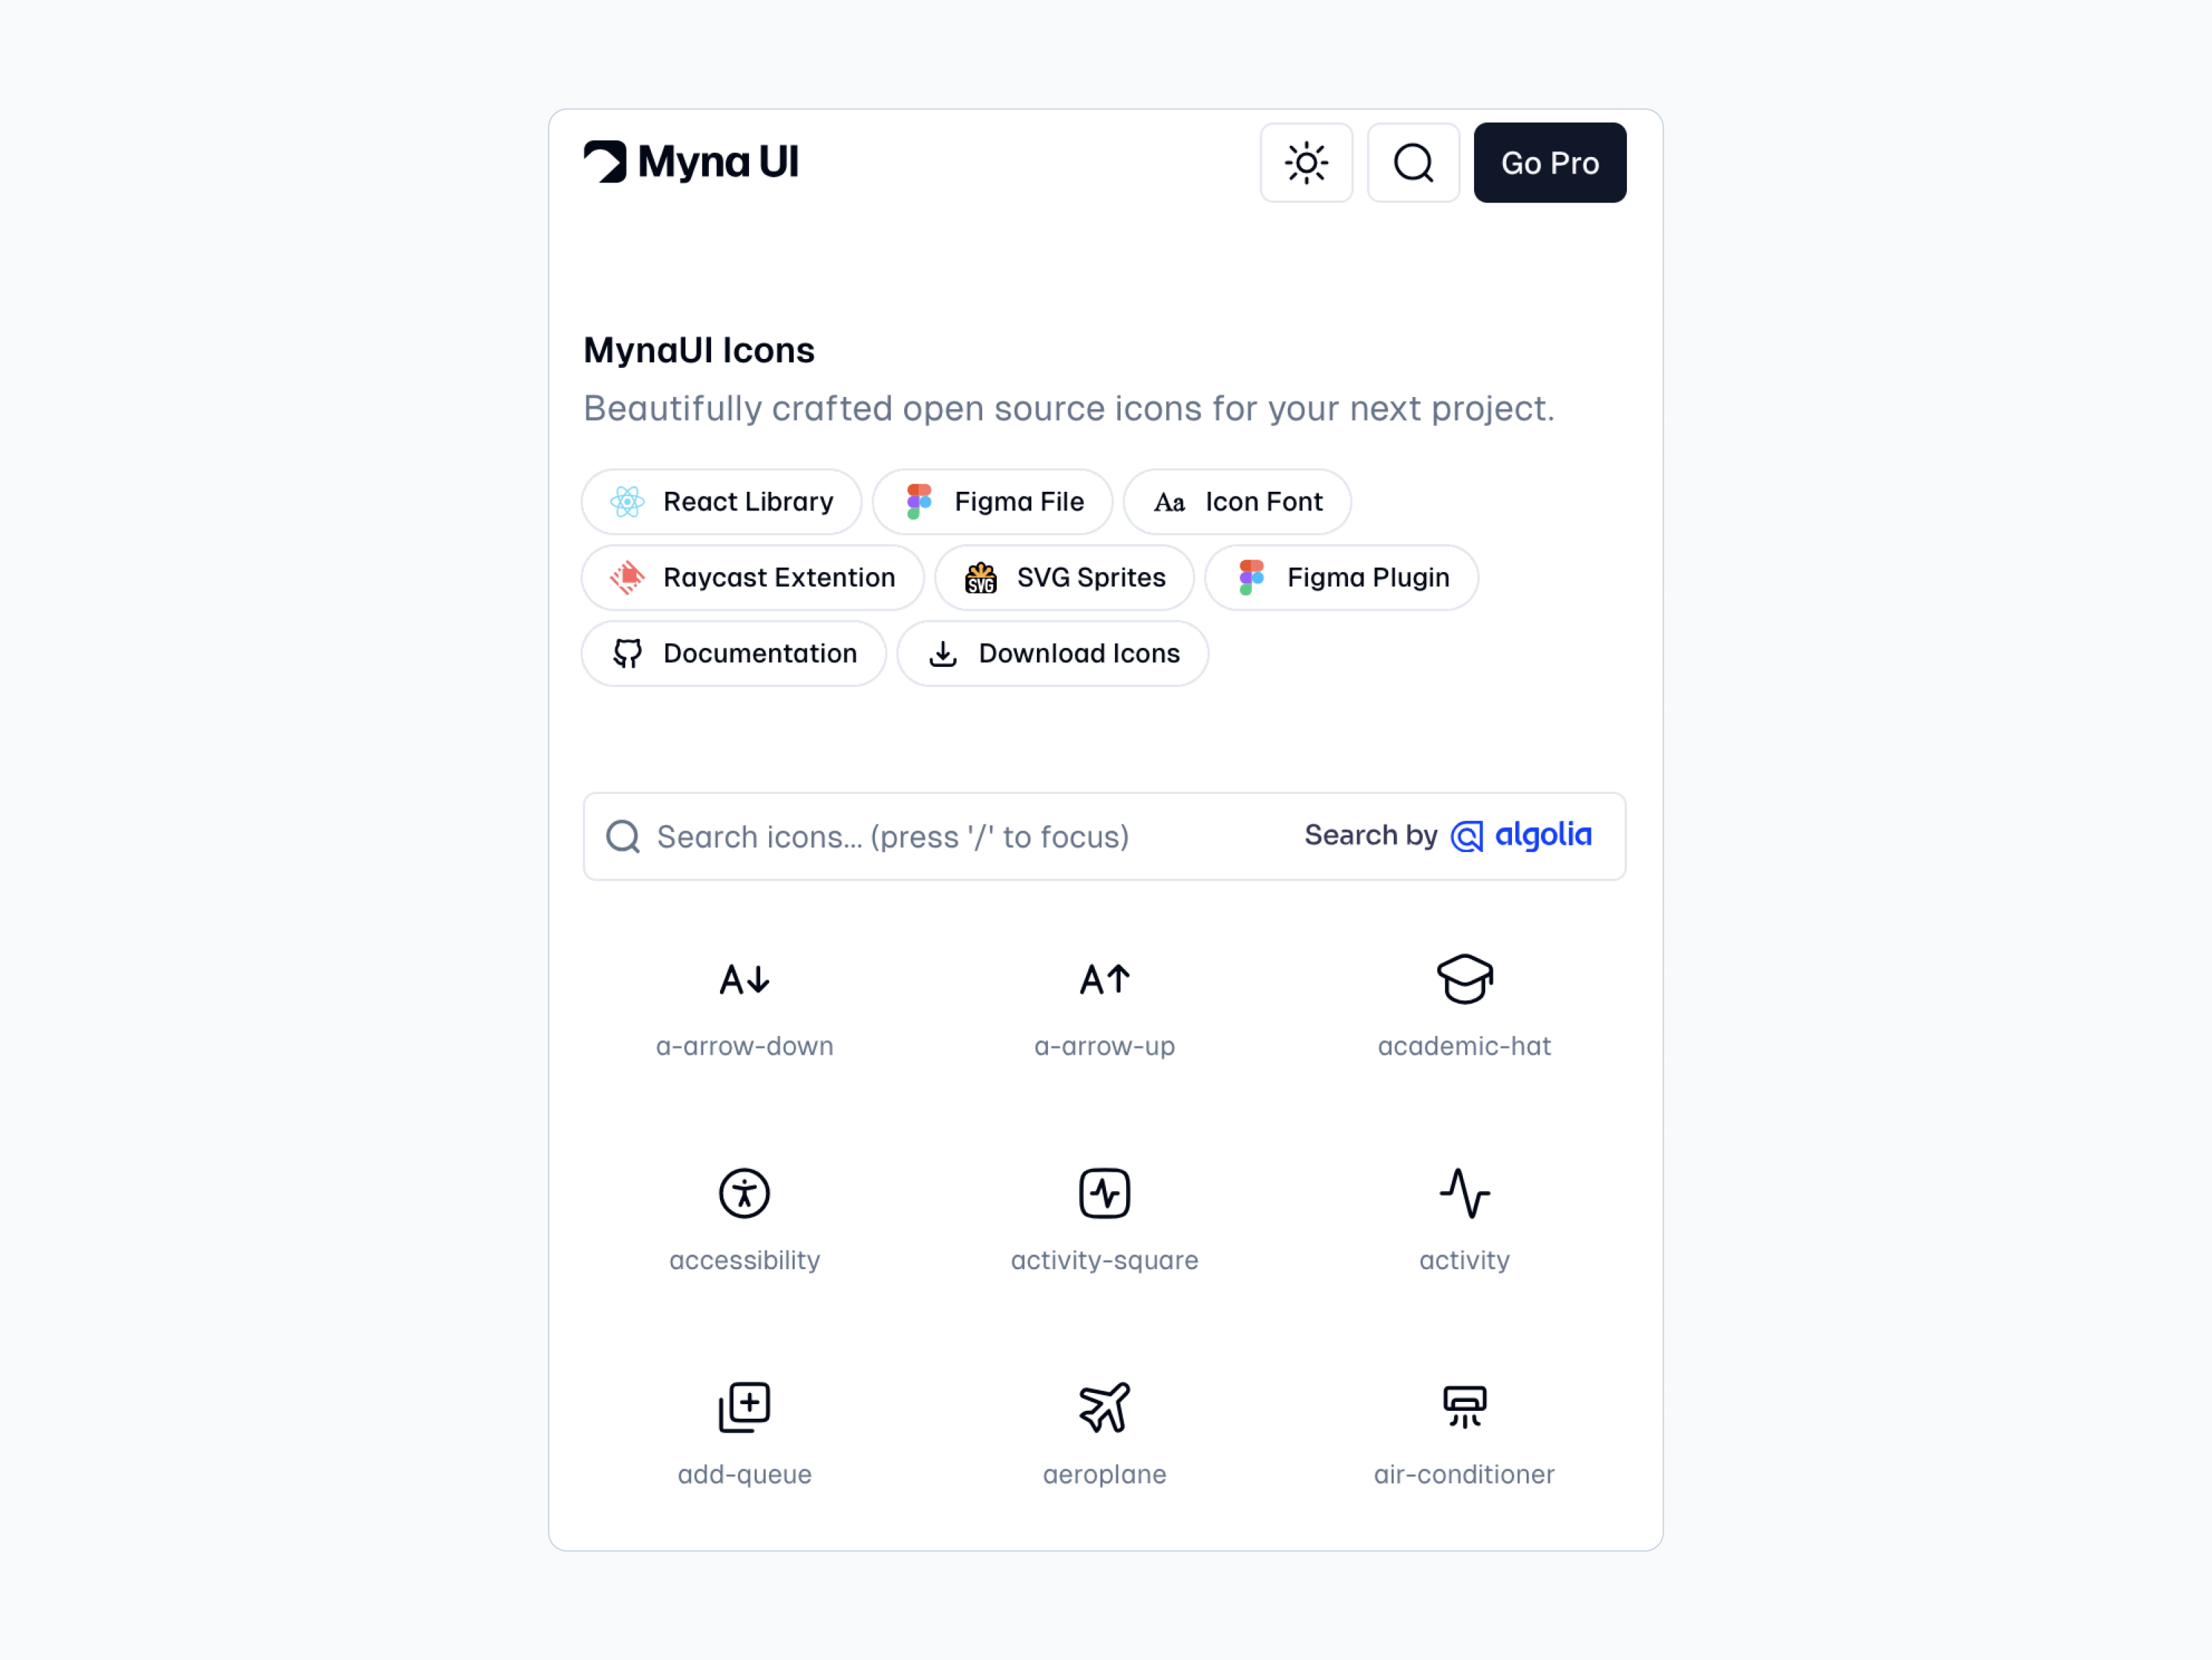 Myna UI
Go Pro
MynaUI Icons
Beautifully crafted open source icons for your next project.
React Library
Figma File
Aa Icon Font
Raycast Extention
SVG SVG Sprites
Figma Plugin
Documentation
Download Icons
Search icons... (press '/' to focus)
Search by algolia
A A
a-arrow-down a-arrow-up academic-hat
accessibility activity-square activity
add-queue aeroplane air-conditioner